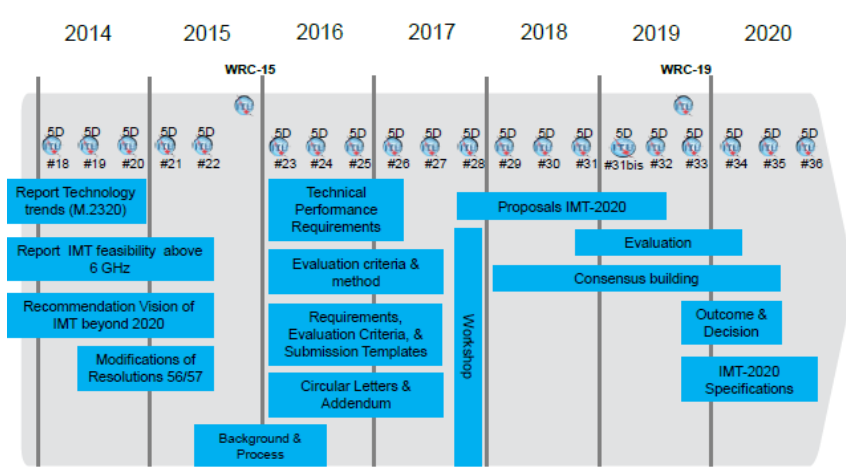 2014 2015 2016 2017 2018 2019 2020
WRC-15 WRC-19
5D 5D 5D 5D 5D 5D 5D 5D 5D 5D 5D 5D 5D 5D 5D 5D 5D 5D 5D 5D
#18 #19 #20 #21 #22 #23 #24 #25 #26 #27 #28 #29 #30 #31 #31bis #32 #33 #34 #35 #36
Report Technology
trends (M.2320)
Report IMT feasibility above
6 GHz
Recommendation Vision of
IMT beyond 2020
Modifications of
Resolutions 56/57
Background &
Process
Technical
Performance
Requirements
Evaluation criteria &
method
Requirements,
Evaluation Criteria, &
Submission Templates
Circular Letters &
Addendum
Workshop
Proposals IMT-2020
Evaluation
Consensus building
Outcome &
Decision
IMT-2020
Specifications